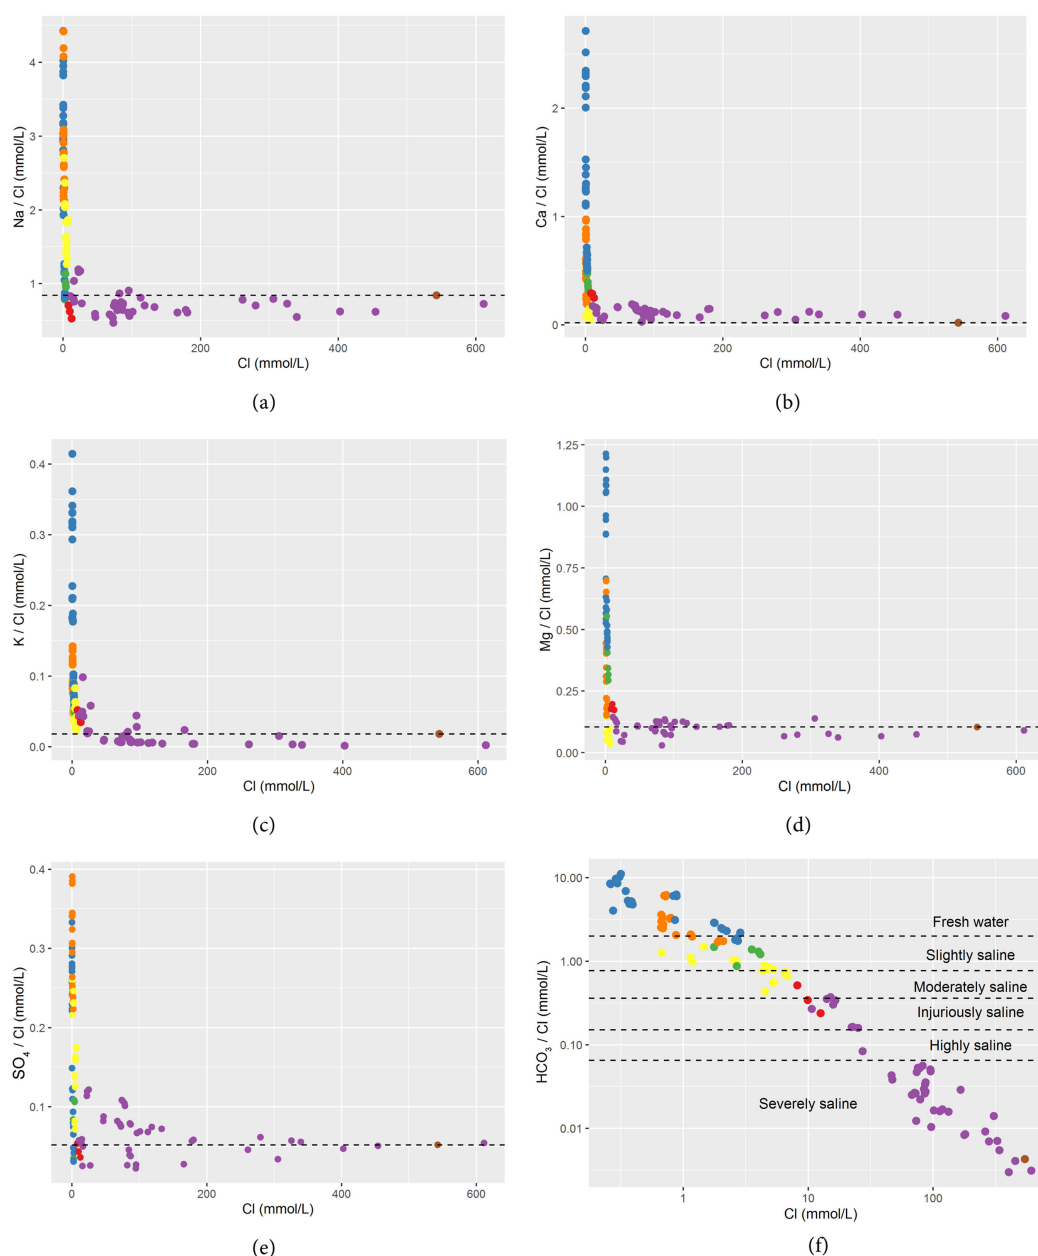 4
3
2
1
0
200
400
600
Na / Cl (mmol/L)
Cl (mmol/L)
(a)
2
1
0
0
200
400
600
Ca / Cl (mmol/L)
Cl (mmol/L)
(b)
0.4
0.3
0.2
0.1
0.0
0
200
400
600
K / Cl (mmol/L)
Cl (mmol/L)
(c)
1.25
1.00
0.75
0.50
0.25
0.00
0
200
400
600
Mg / Cl (mmol/L)
Cl (mmol/L)
(d)
0.4
0.3
0.2
0.1
0
200
400
600
SO₄ / Cl (mmol/L)
Cl (mmol/L)
(e)
10.00
1.00
0.10
0.01
1
10
100
HCO₃ / Cl (mmol/L)
Fresh water
Slightly saline
Moderately saline
Injuriously saline
Highly saline
Severely saline
Cl (mmol/L)
(f)